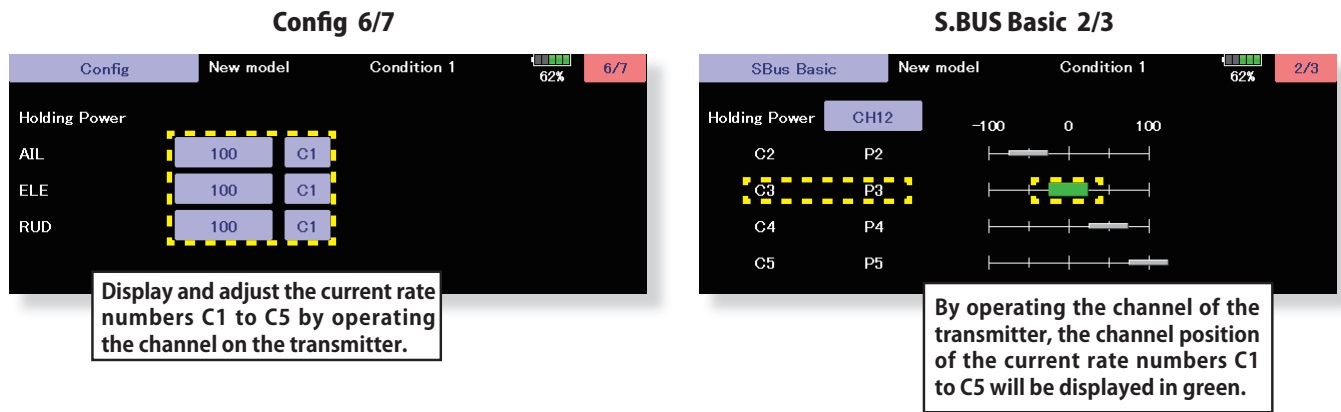 Config 6/7
Config New model Condition 1 62% 6/7
Holding Power
AIL 100 C1
ELE 100 C1
RUD 100 C1
Display and adjust the current rate
numbers C1 to C5 by operating
the channel on the transmitter.
S.BUS Basic 2/3
SBus Basic New model Condition 1 62% 2/3
Holding Power CH12 -100 0 100
C2 P2
C3 P3
C4 P4
C5 P5
By operating the channel of the
transmitter, the channel position
of the current rate numbers C1
to C5 will be displayed in green.